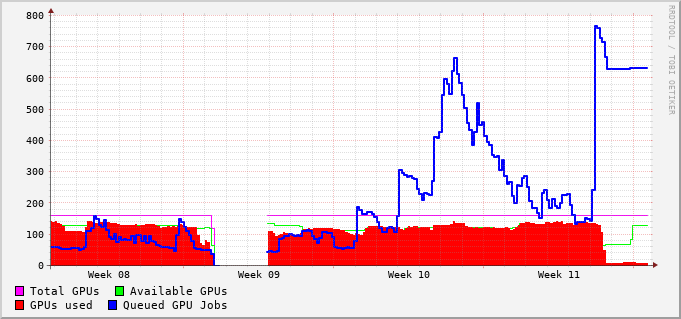 800
700
600
500
400
300
200
100
0
Week 08 Week 09 Week 10 Week 11
Total GPUs Available GPUs
GPUs used Queued GPU Jobs
RRDTOOL / TOBI OETIKER